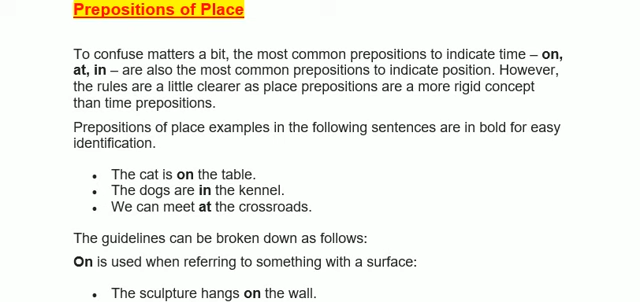 Prepositions of Place
To confuse matters a bit, the most common prepositions to indicate time – on,
at, in – are also the most common prepositions to indicate position. However,
the rules are a little clearer as place prepositions are a more rigid concept
than time prepositions.
Prepositions of place examples in the following sentences are in bold for easy
identification.
• The cat is on the table.
• The dogs are in the kennel.
• We can meet at the crossroads.
The guidelines can be broken down as follows:
On is used when referring to something with a surface:
• The sculpture hangs on the wall.